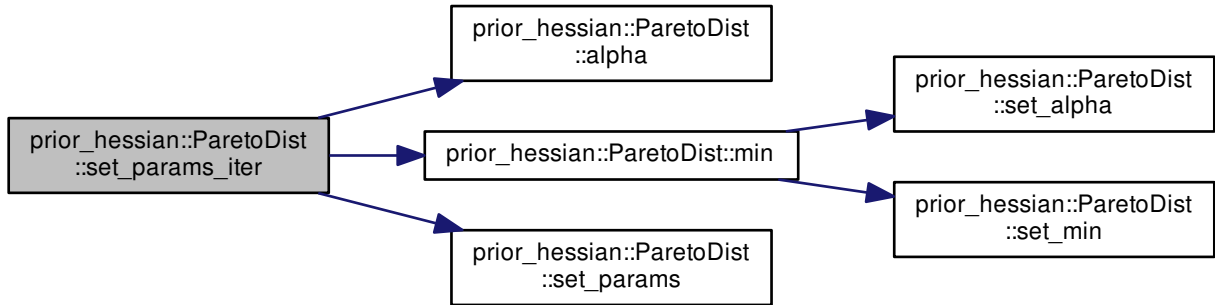 prior_hessian::ParetoDist
::set_params_iter
prior_hessian::ParetoDist
::alpha
prior_hessian::ParetoDist::min
prior_hessian::ParetoDist
::set_params
prior_hessian::ParetoDist
::set_alpha
prior_hessian::ParetoDist
::set_min